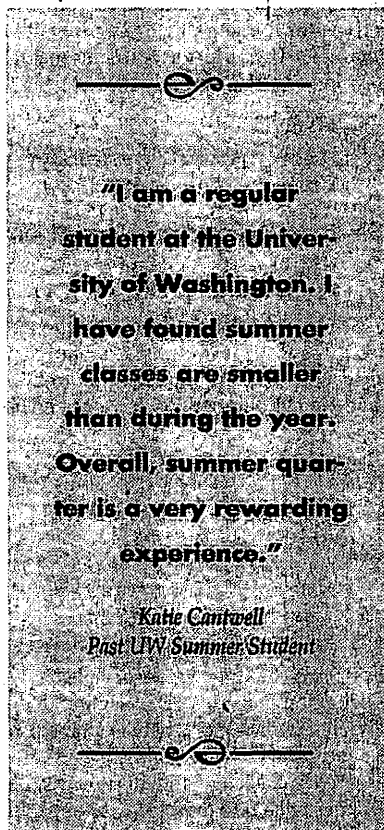 "I am a regular
student at the Univer-
sity of Washington. I
have found summer
classes are smaller
than during the year.
Overall, summer quar-
ter is a very rewarding
experience."
Katie Cantwell
Past UW Summer Student